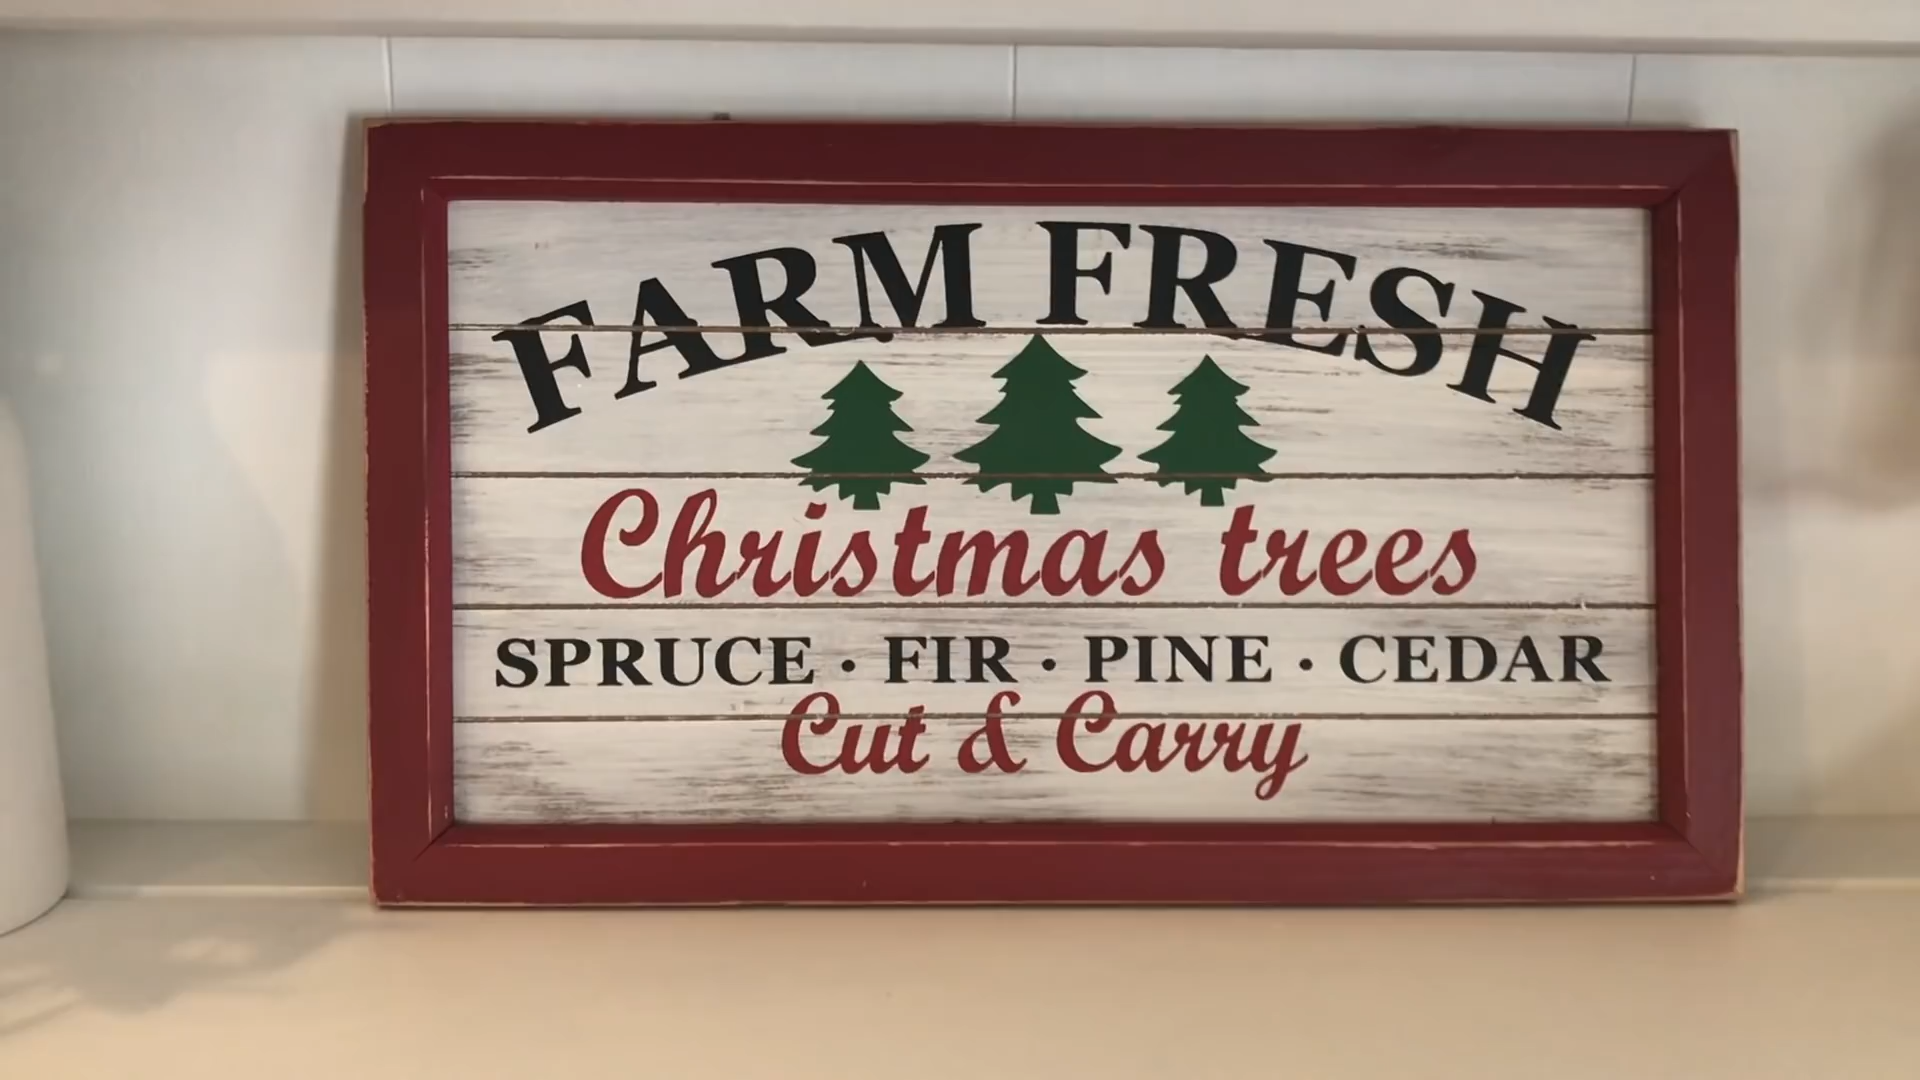 FARM FRESH
Christmas trees
SPRUCE · FIR · PINE · CEDAR
Cut & Carry